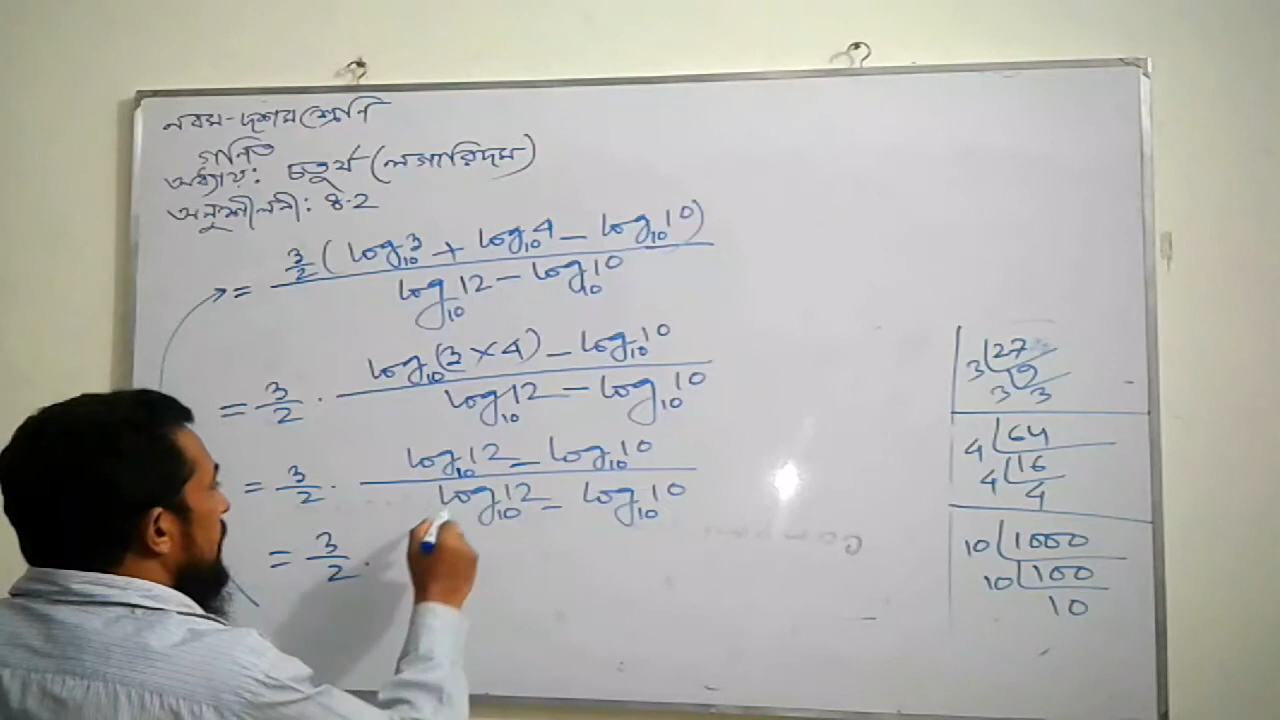 নবম-দশম শ্রেণি
গণিত
অধ্যায়: চতুর্থ (লগারিদম)
অনুশীলনী: ৪.2
= 3/2 (log₁₀3 + log₁₀4 − log₁₀10) / log₁₀12 − log₁₀10
= 3/2 · log₁₀(3×4) − log₁₀10 / log₁₀12 − log₁₀10
= 3/2 · log₁₀12 − log₁₀10 / log₁₀12 − log₁₀10
= 3/2 ·
3 27
3 9
3
4 64
4 16
4
10 1000
10 100
10